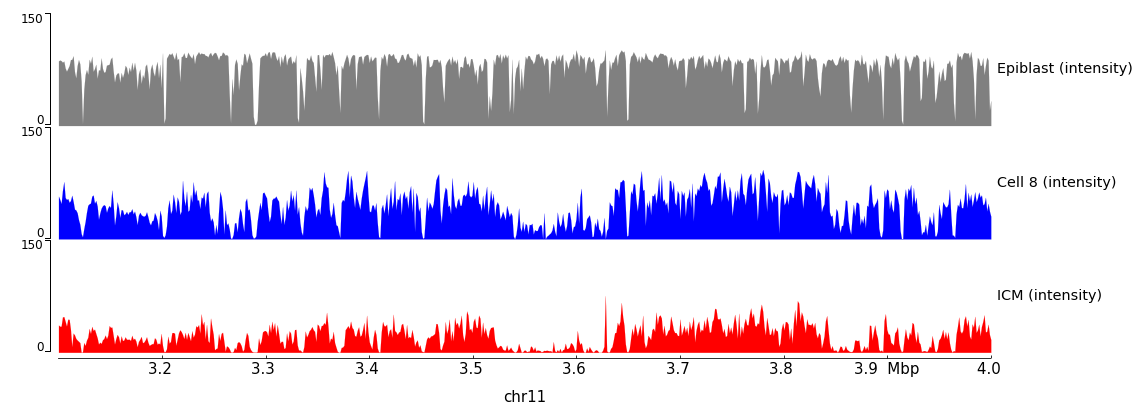 150
Epiblast (intensity)
0
150
Cell 8 (intensity)
0
150
ICM (intensity)
0
3.2 3.3 3.4 3.5 3.6 3.7 3.8 3.9 Mbp 4.0
chr11